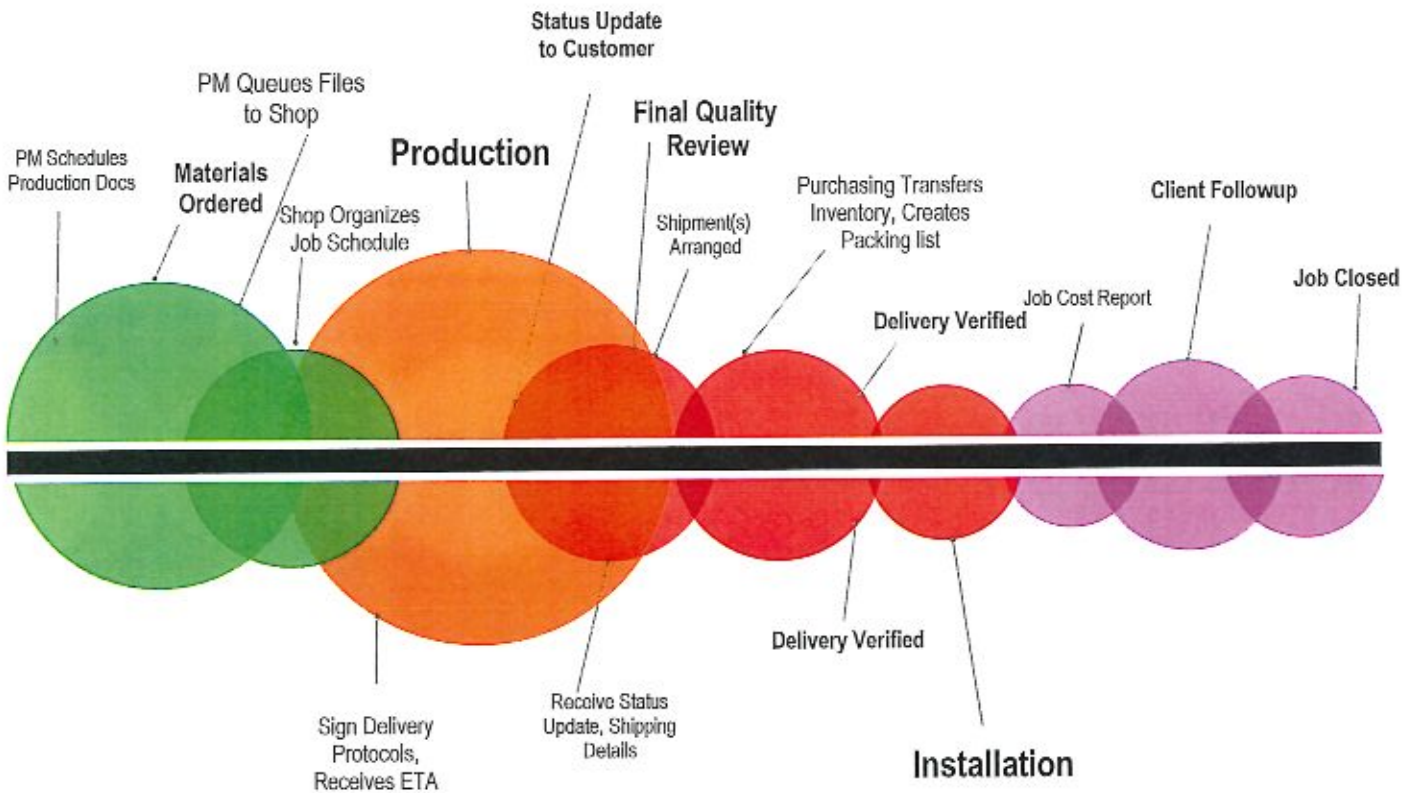 Status Update
to Customer
PM Queues Files
to Shop
Final Quality
Review
Production
PM Schedules
Production Docs
Materials
Ordered
Purchasing Transfers
Inventory, Creates
Packing list
Client Followup
Shop Organizes
Job Schedule
Shipment(s)
Arranged
Job Closed
Job Cost Report
Delivery Verified
Delivery Verified
Receive Status
Update, Shipping
Details
Sign Delivery
Protocols,
Receives ETA
Installation